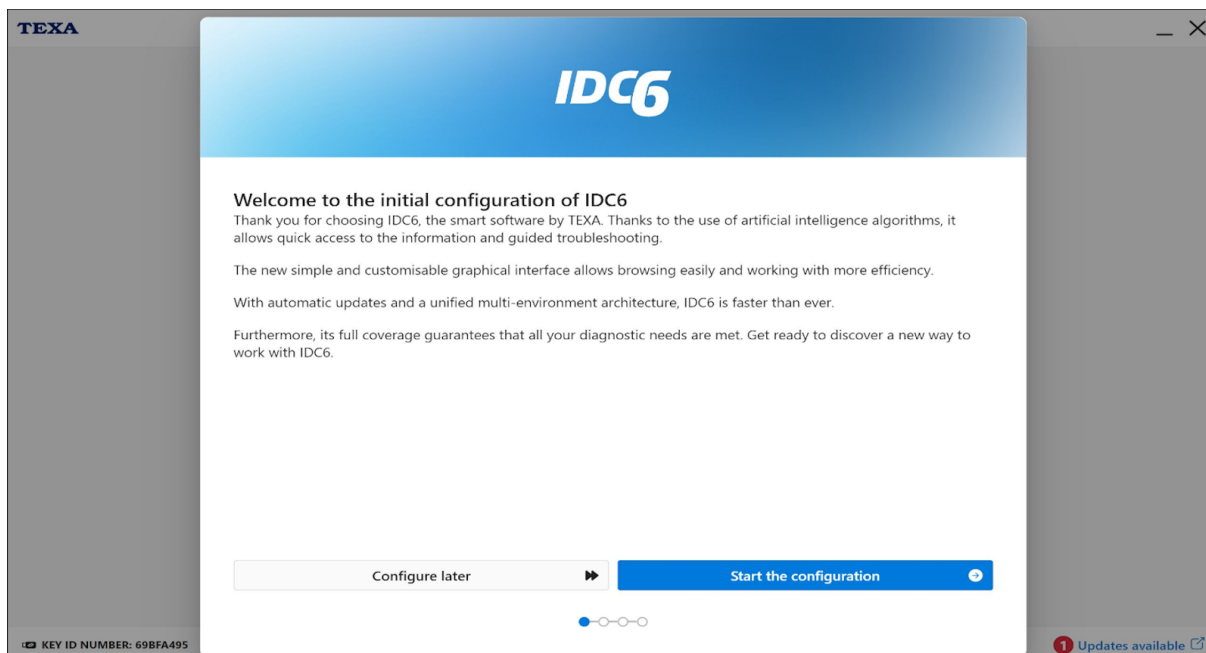 TEXA
IDC6
Welcome to the initial configuration of IDC6
Thank you for choosing IDC6, the smart software by TEXA. Thanks to the use of artificial intelligence algorithms, it
allows quick access to the information and guided troubleshooting.
The new simple and customisable graphical interface allows browsing easily and working with more efficiency.
With automatic updates and a unified multi-environment architecture, IDC6 is faster than ever.
Furthermore, its full coverage guarantees that all your diagnostic needs are met. Get ready to discover a new way to
work with IDC6.
Configure later
Start the configuration
KEY ID NUMBER: 69BFA495
1 Updates available